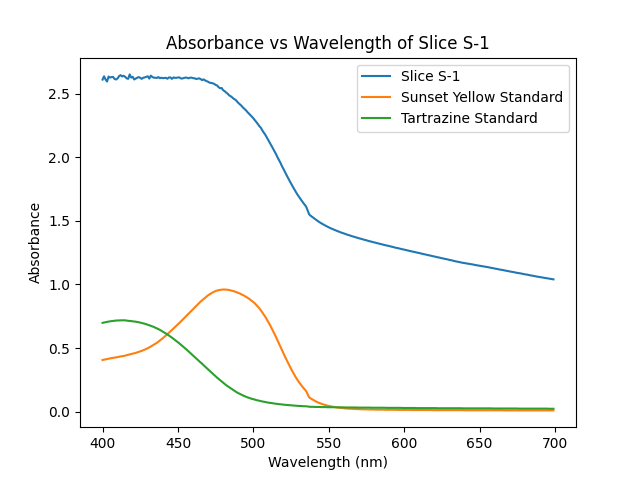 Absorbance vs Wavelength of Slice S-1
Slice S-1
Sunset Yellow Standard
Tartrazine Standard
Absorbance
2.5
2.0
1.5
1.0
0.5
0.0
400 450 500 550 600 650 700
Wavelength (nm)